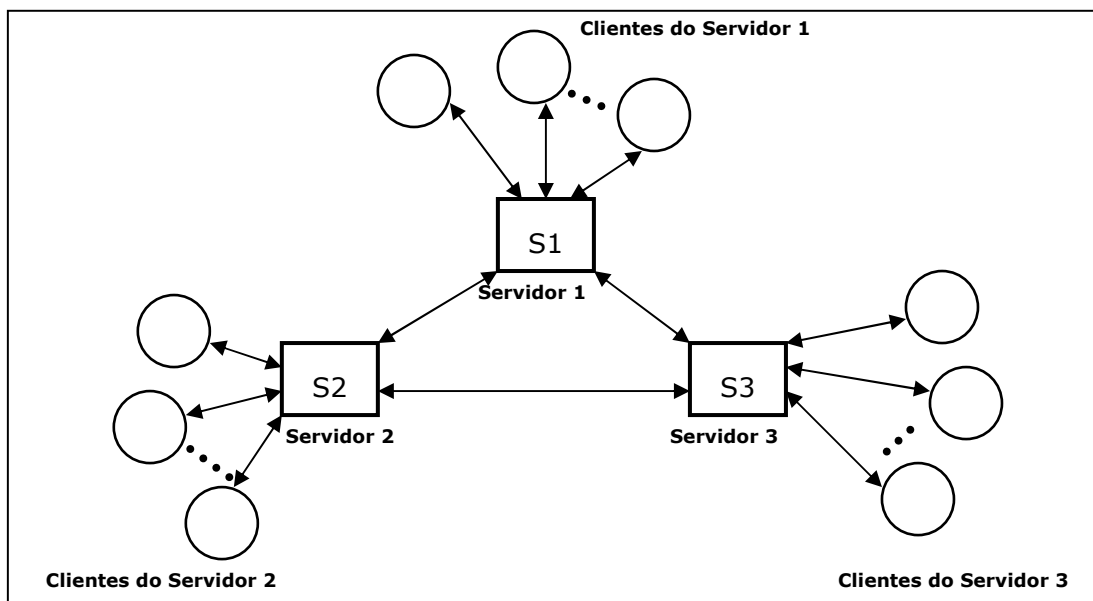 Clientes do Servidor 1
S1
Servidor 1
S2
S3
Servidor 2
Servidor 3
Clientes do Servidor 2
Clientes do Servidor 3